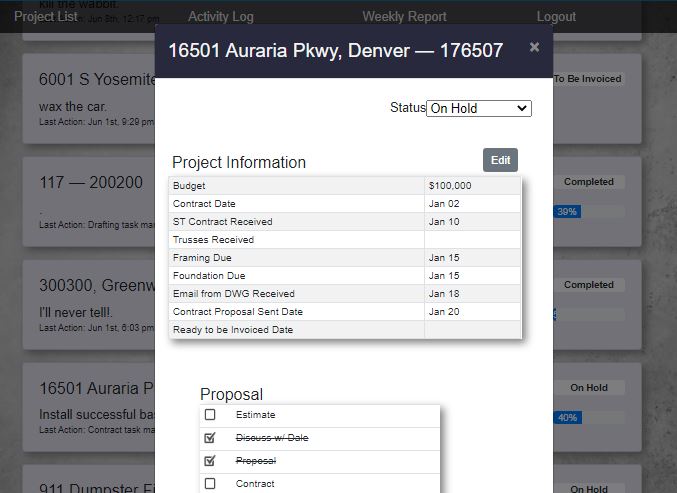 kill the wabbit.
Project List Activity Log Weekly Report Logout
Jun 8th, 12:17 pm
16501 Auraria Pkwy, Denver — 176507 ×
6001 S Yosemite
To Be Invoiced
wax the car.
Last Action: Jun 1st, 9:29 pm
Status On Hold
Project Information Edit
117 — 200200
Completed
.
39%
Last Action: Drafting task mar
Budget $100,000
Contract Date Jan 02
ST Contract Received Jan 10
Trusses Received
Framing Due Jan 15
Foundation Due Jan 15
Email from DWG Received Jan 18
Contract Proposal Sent Date Jan 20
Ready to be Invoiced Date
300300, Greenw
Completed
I'll never tell!.
Last Action: Jun 1st, 6:03 pm
16501 Auraria P
On Hold
Install successful bas
40%
Last Action: Contract task ma
Proposal
Estimate
Discuss w/ Dale
Proposal
Contract
911 Dumpster Fi
On Hold